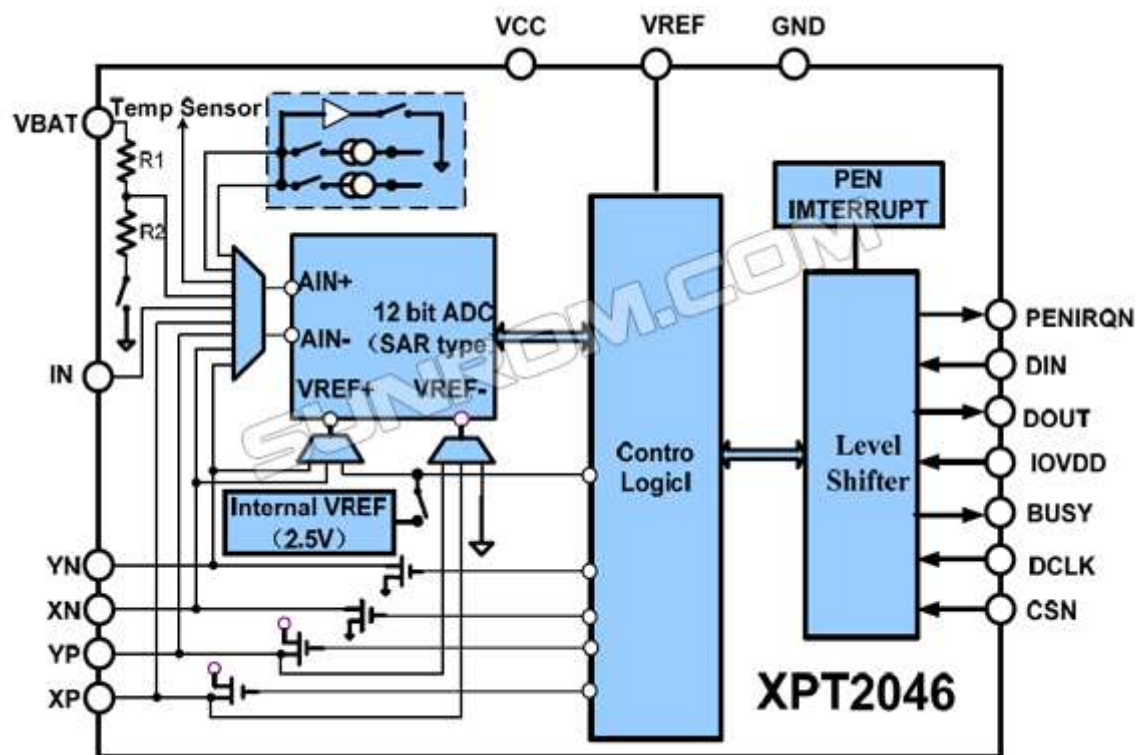 VCC
VREF
GND
VBAT
Temp Sensor
R1
R2
PEN
IMTERRUPT
AIN+
12 bit ADC
AIN-
（SAR type）
VREF+
VREF-
IN
PENIRQN
DIN
DOUT
IOVDD
BUSY
DCLK
CSN
Contro
Logicl
Level
Shifter
Internal VREF
（2.5V）
YN
XN
YP
XP
XPT2046
SUNROM.COM